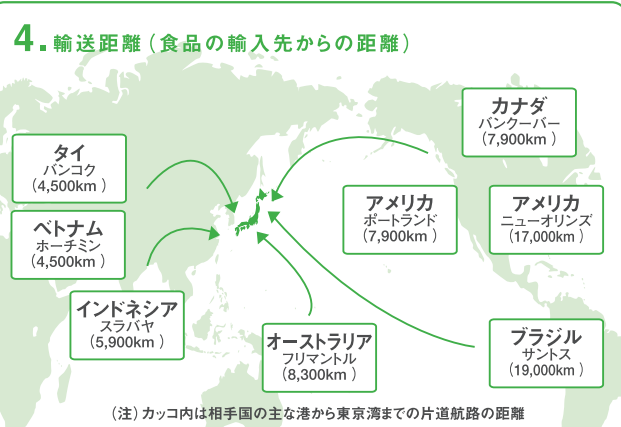 4.輸送距離（食品の輸入先からの距離）
カナダ
バンクーバー
（7,900km ）
タイ
バンコク
（4,500km ）
アメリカ
ポートランド
（7,900km ）
アメリカ
ニューオリンズ
（17,000km ）
ベトナム
ホーチミン
（4,500km ）
インドネシア
スラバヤ
（5,900km ）
オーストラリア
フリマントル
（8,300km ）
ブラジル
サントス
（19,000km ）
（注）カッコ内は相手国の主な港から東京湾までの片道航路の距離